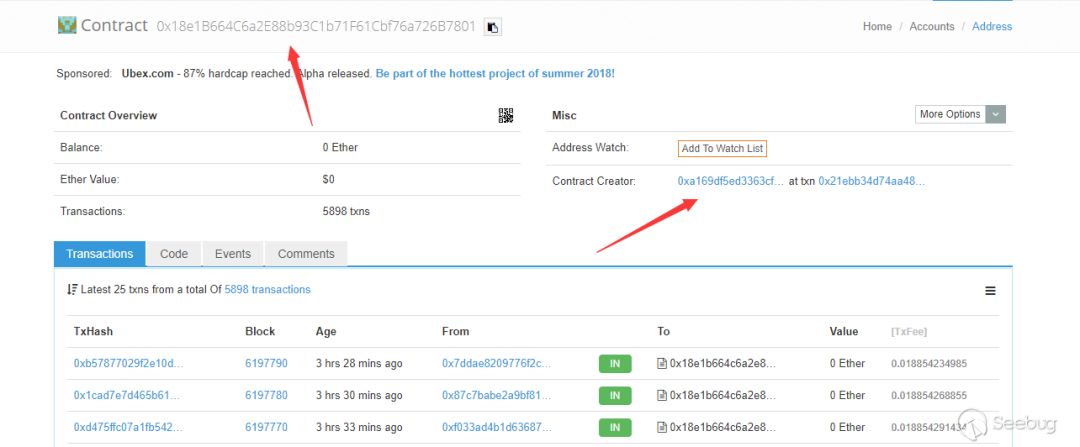 Contract 0x18e1B664C6a2E88b93C1b71F61Cbf76a726B7801
Home / Accounts / Address
Sponsored: Ubex.com - 87% hardcap reached. Alpha released. Be part of the hottest project of summer 2018!
Contract Overview
Misc
More Options
Balance: 0 Ether
Address Watch: Add To Watch List
Ether Value: $0
Contract Creator: 0xa169df5ed3363cf... at txn 0x21ebb34d74aa48...
Transactions: 5898 txns
Transactions Code Events Comments
Latest 25 txns from a total Of 5898 transactions
TxHash Block Age From To Value [TxFee]
0xb57877029f2e10d... 6197790 3 hrs 28 mins ago 0x7ddae8209776f2c... IN 0x18e1b664c6a2e8... 0 Ether 0.018854234985
0x1cad7e7d465b61... 6197780 3 hrs 30 mins ago 0x87c7babe2a9bf81... IN 0x18e1b664c6a2e8... 0 Ether 0.018854268855
0xd475ffc07a1fb542... 6197770 3 hrs 33 mins ago 0xf033ad4b1d63687... IN 0x18e1b664c6a2e8... 0 Ether 0.018854291434
Seebug